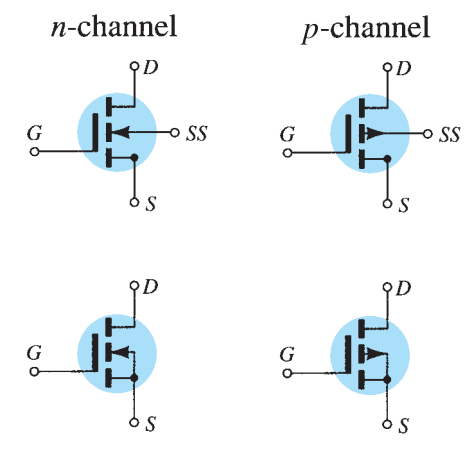 n-channel p-channel
D D
G SS G SS
S S
D D
G G
S S